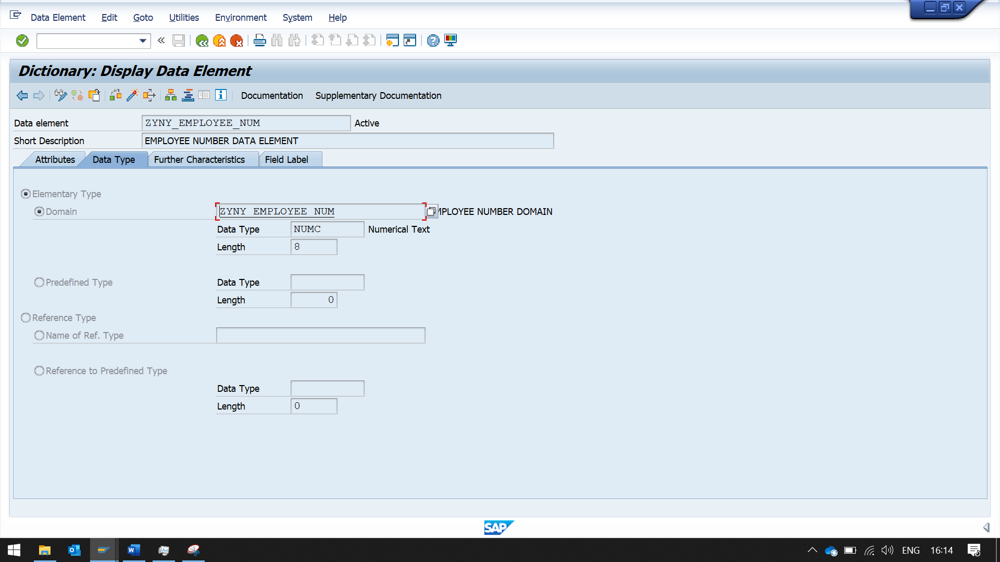 Data Element Edit Goto Utilities Environment System Help
Dictionary: Display Data Element
Documentation Supplementary Documentation
Data element ZYNY_EMPLOYEE_NUM Active
Short Description EMPLOYEE NUMBER DATA ELEMENT
Attributes Data Type Further Characteristics Field Label
Elementary Type
Domain ZYNY_EMPLOYEE_NUM MPLOYEE NUMBER DOMAIN
Data Type NUMC Numerical Text
Length 8
Predefined Type Data Type
Length 0
Reference Type
Name of Ref. Type
Reference to Predefined Type
Data Type
Length 0
SAP
ENG 16:14